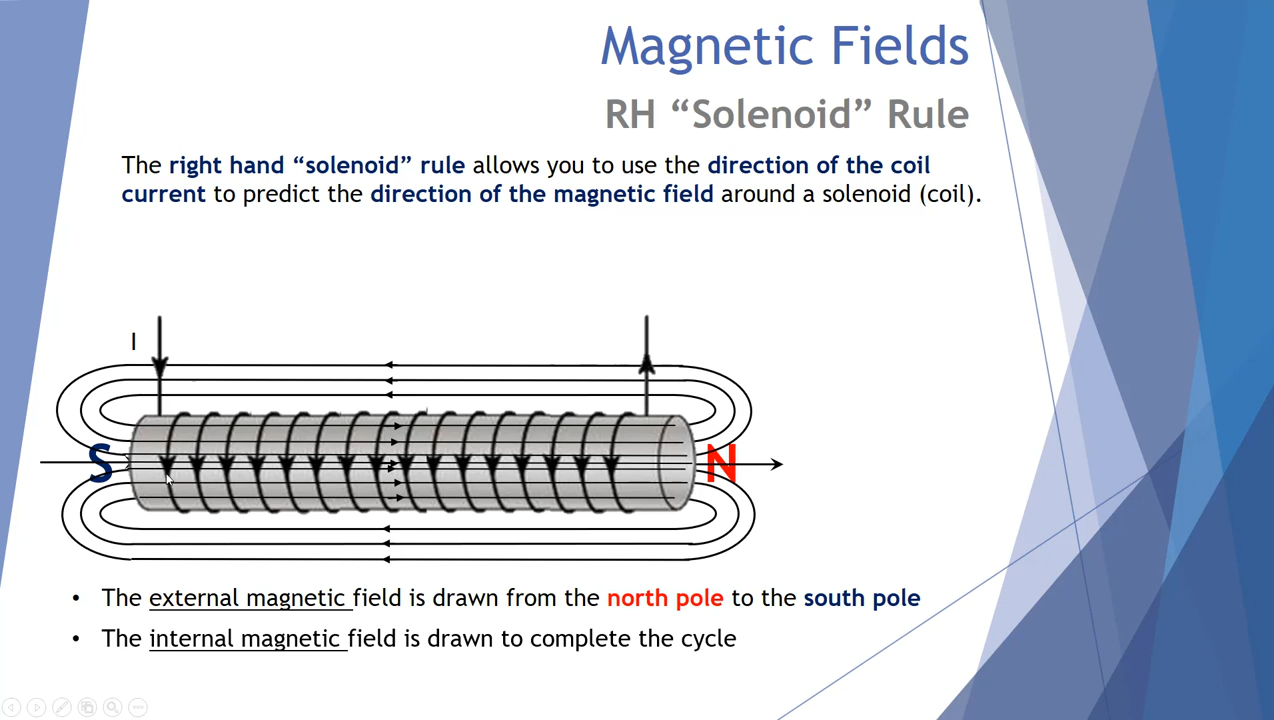 Magnetic Fields
RH “Solenoid” Rule
The right hand “solenoid” rule allows you to use the direction of the coil
current to predict the direction of the magnetic field around a solenoid (coil).
I
S
N
• The external magnetic field is drawn from the north pole to the south pole
• The internal magnetic field is drawn to complete the cycle